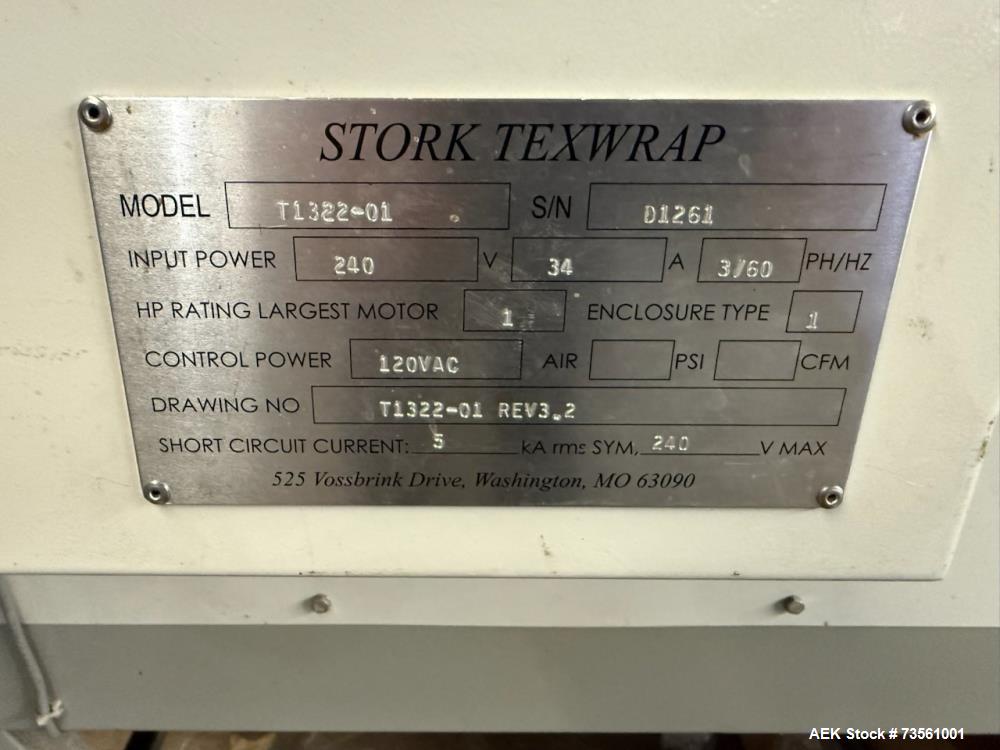 STORK TEXWRAP
MODEL T1322-01 S/N D1261
INPUT POWER 240 V 34 A 3/60 PH/HZ
HP RATING LARGEST MOTOR 1 ENCLOSURE TYPE 1
CONTROL POWER 120VAC AIR PSI CFM
DRAWING NO T1322-01 REV3.2
SHORT CIRCUIT CURRENT: 5 kA rms SYM, 240 V MAX
525 Vossbrink Drive, Washington, MO 63090
AEK Stock # 73561001